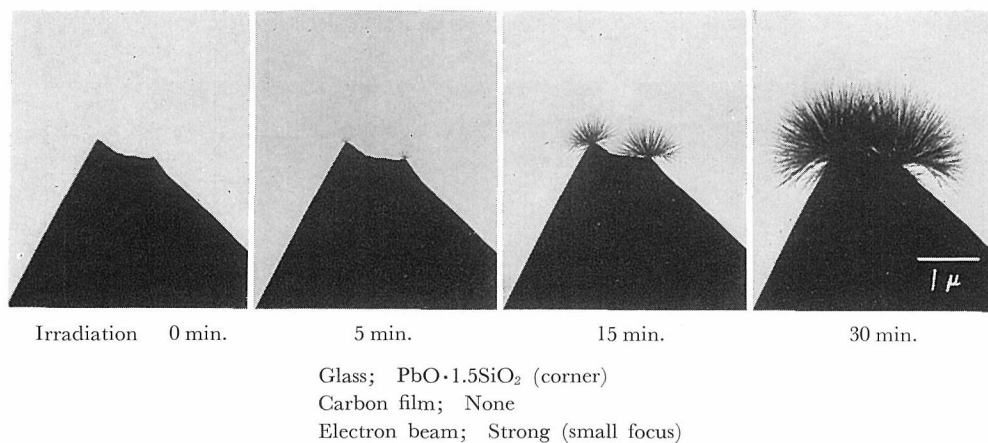 1 μ
Irradiation 0 min. 5 min. 15 min. 30 min.
Glass; PbO·1.5SiO₂ (corner)
Carbon film; None
Electron beam; Strong (small focus)